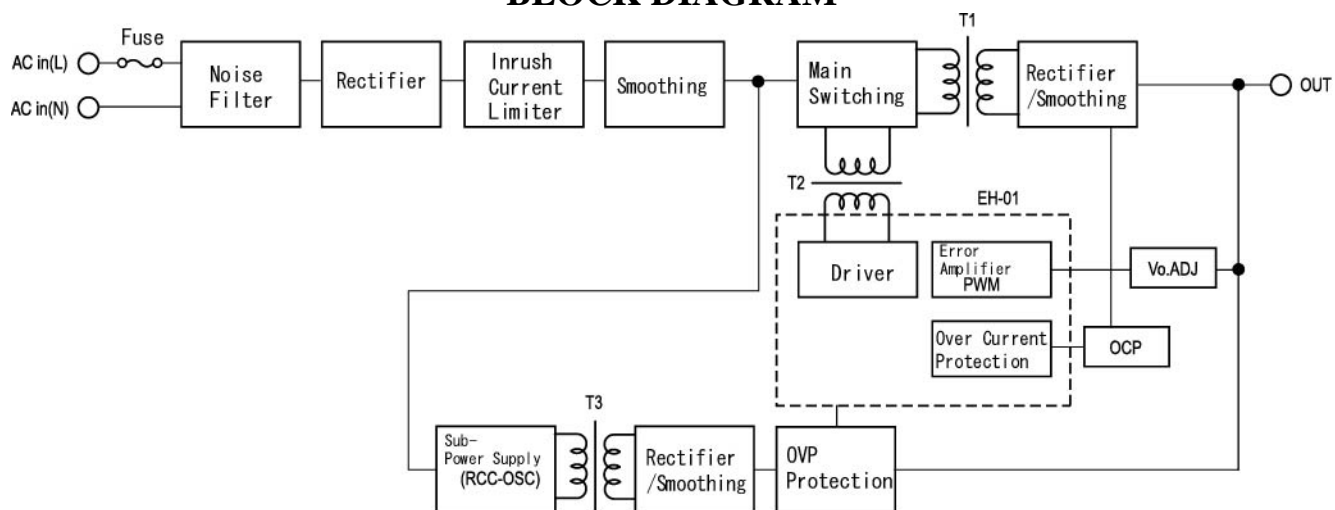 BLOCK DIAGRAM
T1
Fuse
AC in(L)
AC in(N)
Noise
Filter
Rectifier
Inrush
Current
Limiter
Smoothing
Main
Switching
Rectifier
/Smoothing
OUT
T2
EH-01
Driver
Error
Amplifier
PWM
Vo.ADJ
Over Current
Protection
OCP
T3
Sub-
Power Supply
(RCC-OSC)
Rectifier
/Smoothing
OVP
Protection